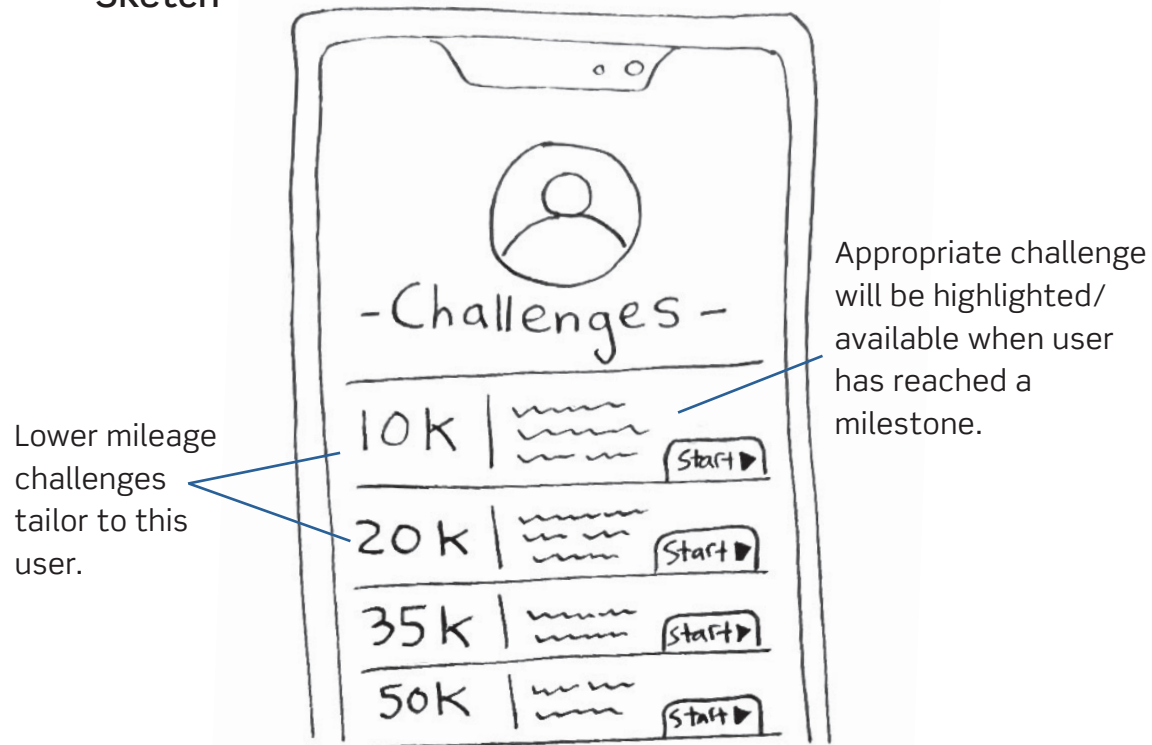 Sketch
- Challenges -
10K
Start
20K
Start
35K
Start
50K
Start
Lower mileage
challenges
tailor to this
user.
Appropriate challenge
will be highlighted/
available when user
has reached a
milestone.